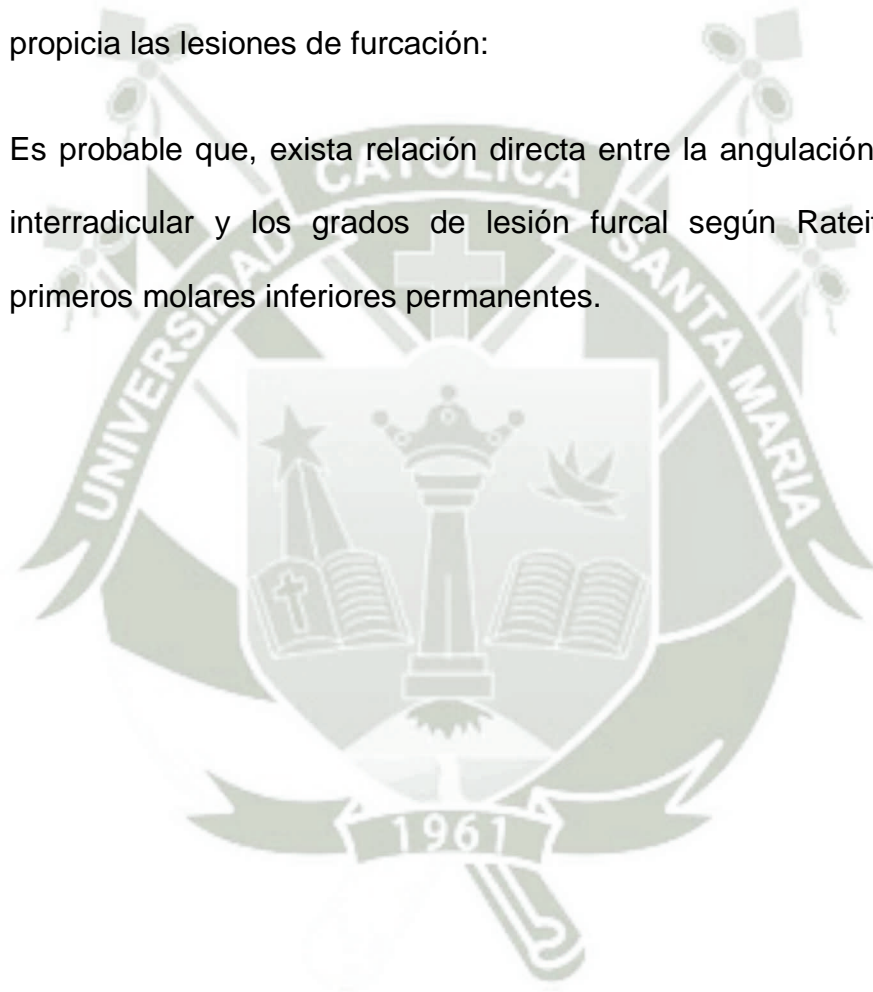 propicia las lesiones de furcación:
Es probable que, exista relación directa entre la angulación
interradicular y los grados de lesión furcal según
primeros molares inferiores permanentes.
UNIVERSIDAD CATOLICA SANTA MARIA
1961